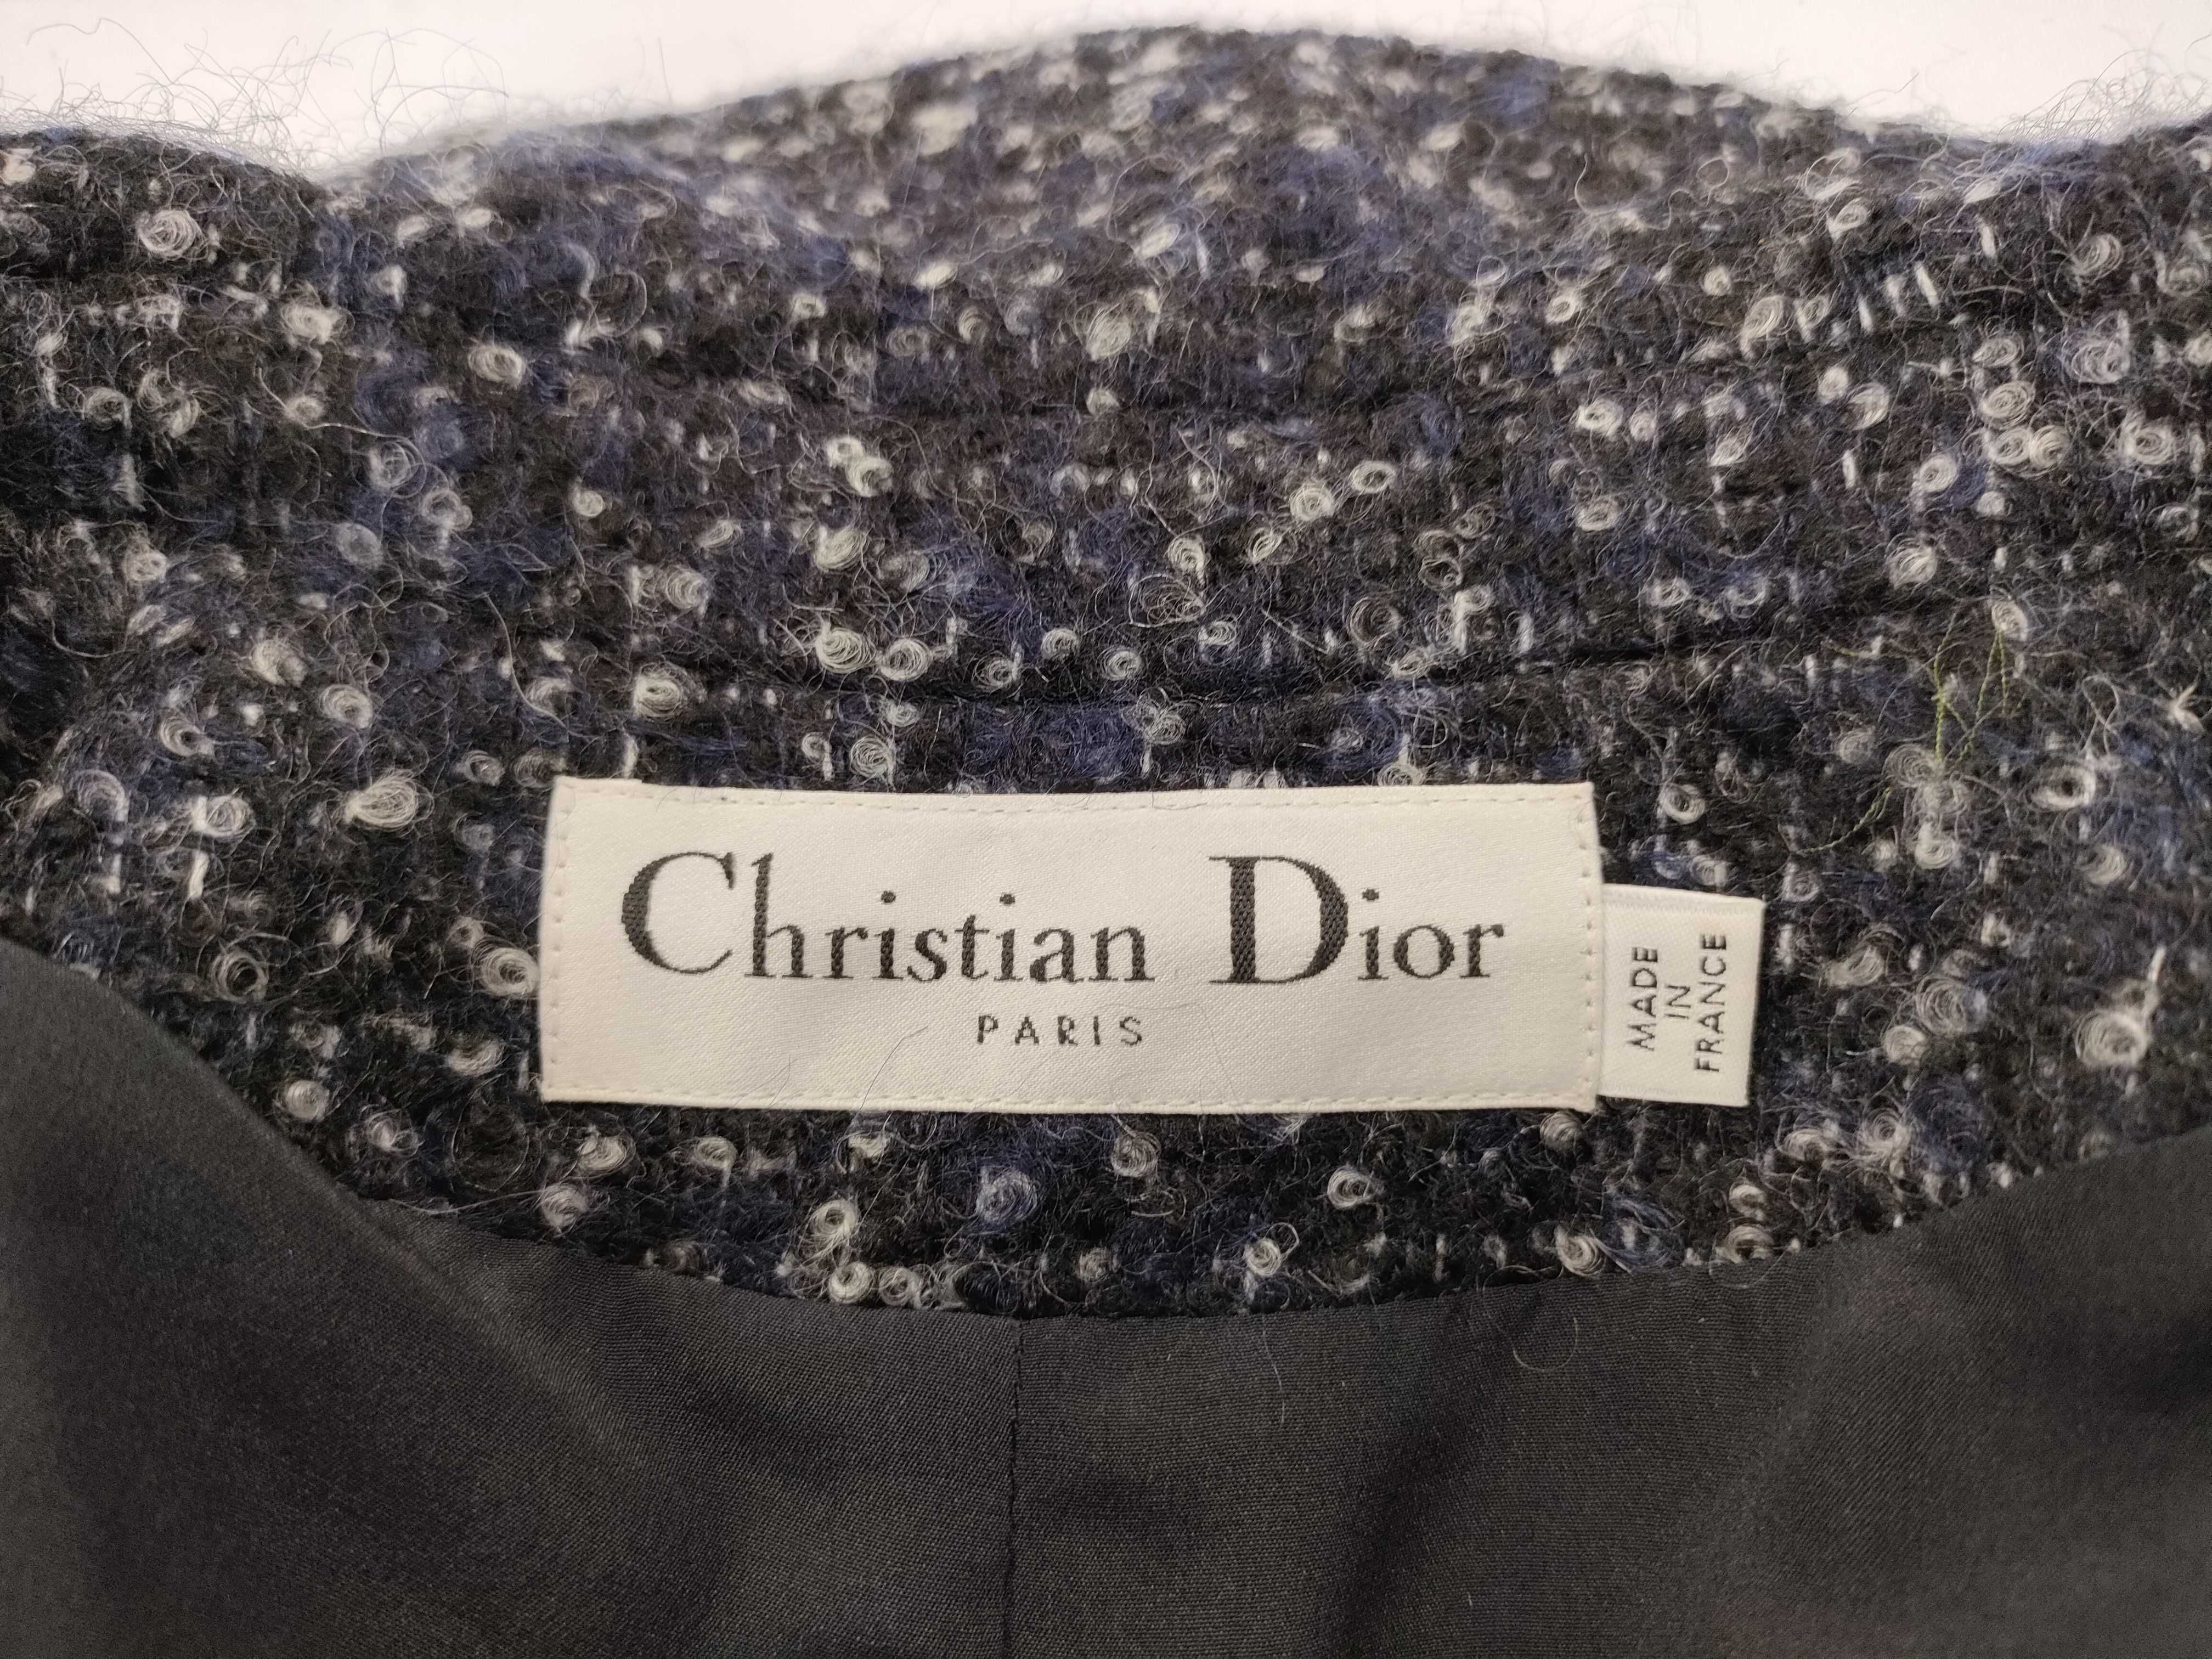 Christian Dior
PARIS
MADE
IN
FRANCE